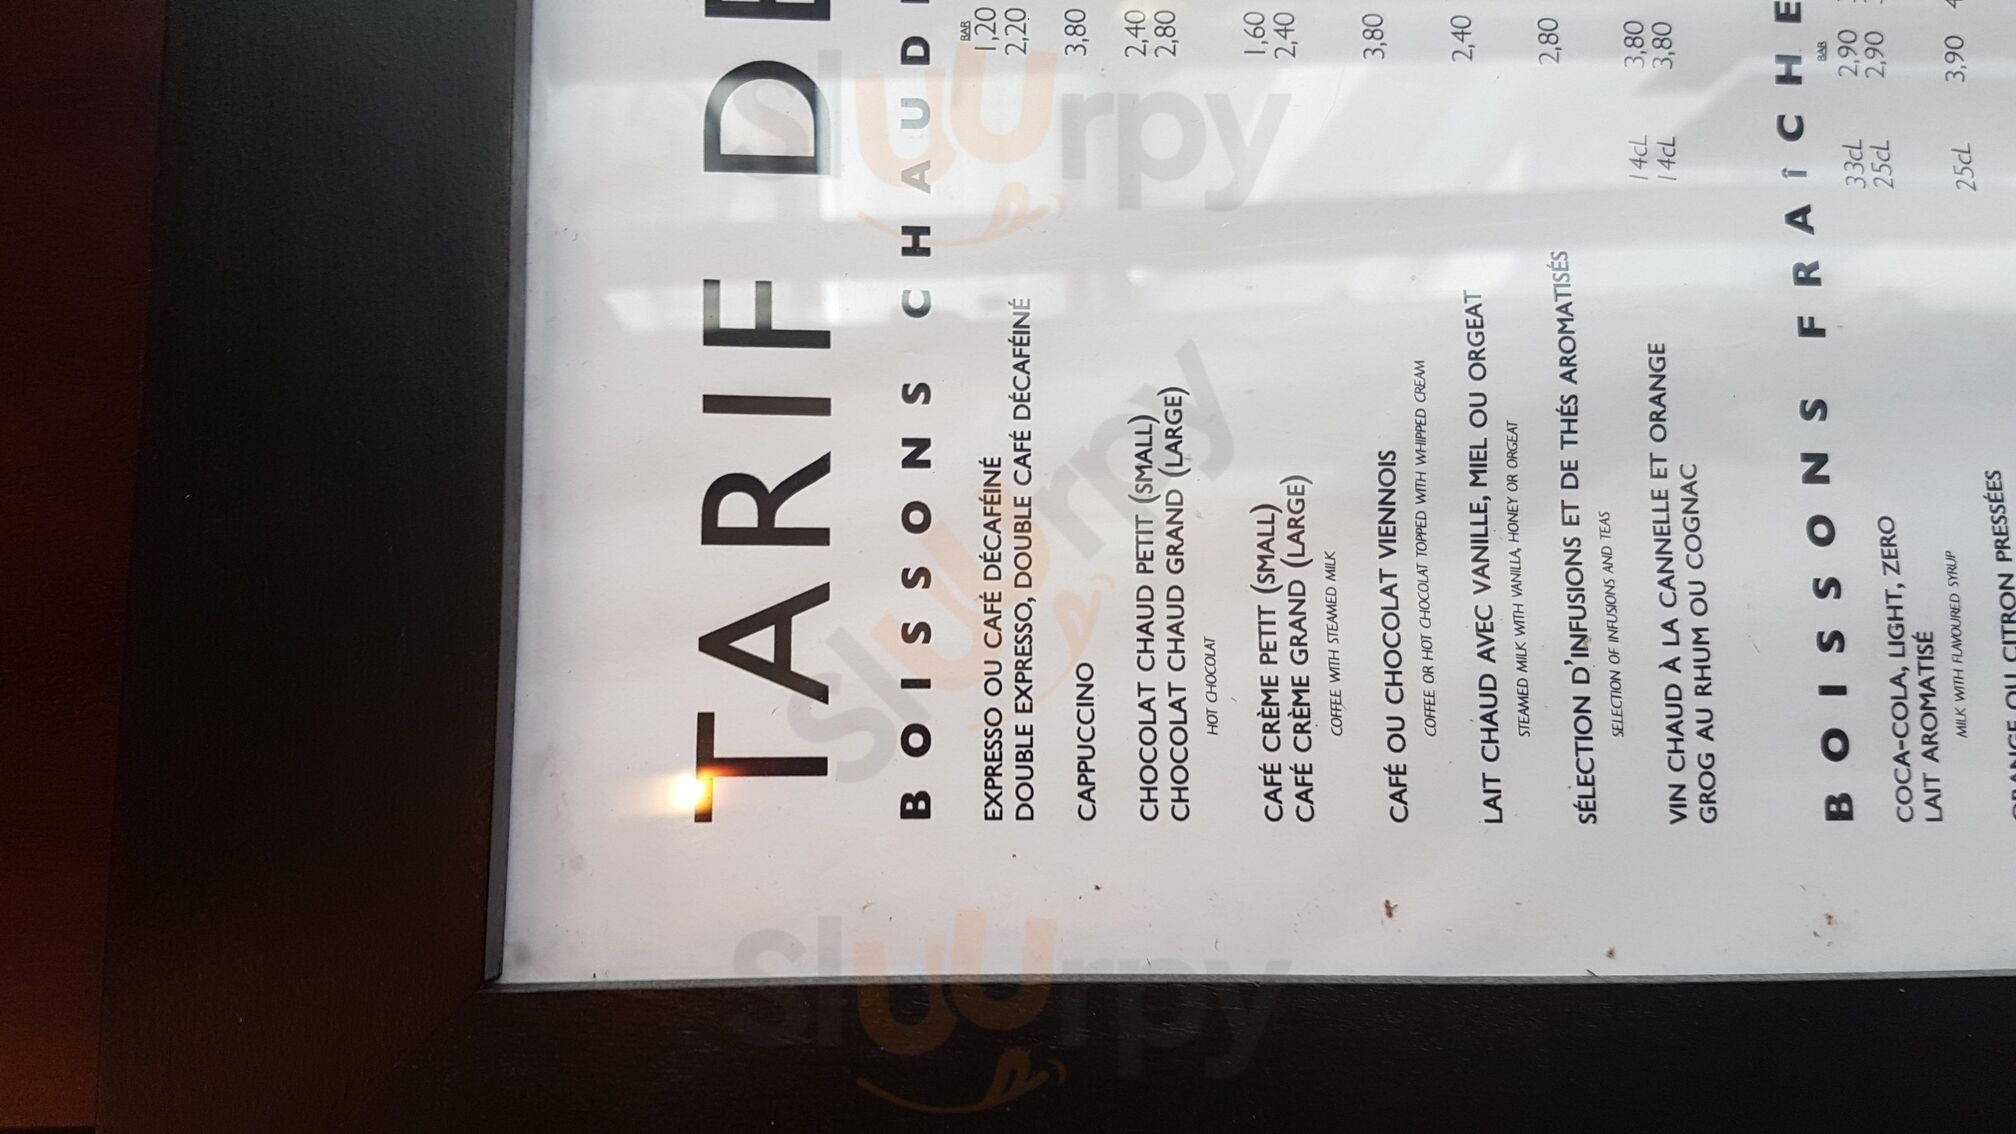 TARIF DE
BOISSONS CHAUD
BAR
EXPRESSO OU CAFÉ DÉCAFÉINÉ 1,20
DOUBLE EXPRESSO, DOUBLE CAFÉ DÉCAFÉINÉ 2,20
CAPPUCCINO 3,80
CHOCOLAT CHAUD PETIT (SMALL) 2,40
CHOCOLAT CHAUD GRAND (LARGE) 2,80
HOT CHOCOLAT
CAFÉ CRÈME PETIT (SMALL) 1,60
CAFÉ CRÈME GRAND (LARGE) 2,40
COFFEE WITH STEAMED MILK
CAFÉ OU CHOCOLAT VIENNOIS 3,80
COFFEE OR HOT CHOCOLAT TOPPED WITH WHIPPED CREAM
LAIT CHAUD AVEC VANILLE, MIEL OU ORGEAT 2,40
STEAMED MILK WITH VANILLA, HONEY OR ORGEAT
SÉLECTION D'INFUSIONS ET DE THÉS AROMATISÉS 2,80
SELECTION OF INFUSIONS AND TEAS
VIN CHAUD À LA CANNELLE ET ORANGE 14cL 3,80
GROG AU RHUM OU COGNAC 14cL 3,80
BOISSONS FRAÎCHE
BAR
COCA-COLA, LIGHT, ZERO 33cL 2,90
LAIT AROMATISÉ 25cL 2,90
MILK WITH FLAVOURED SYRUP
OU CITRON PRESSÉES 25cL 3,90
sluurpy
sluurpy
sluurpy